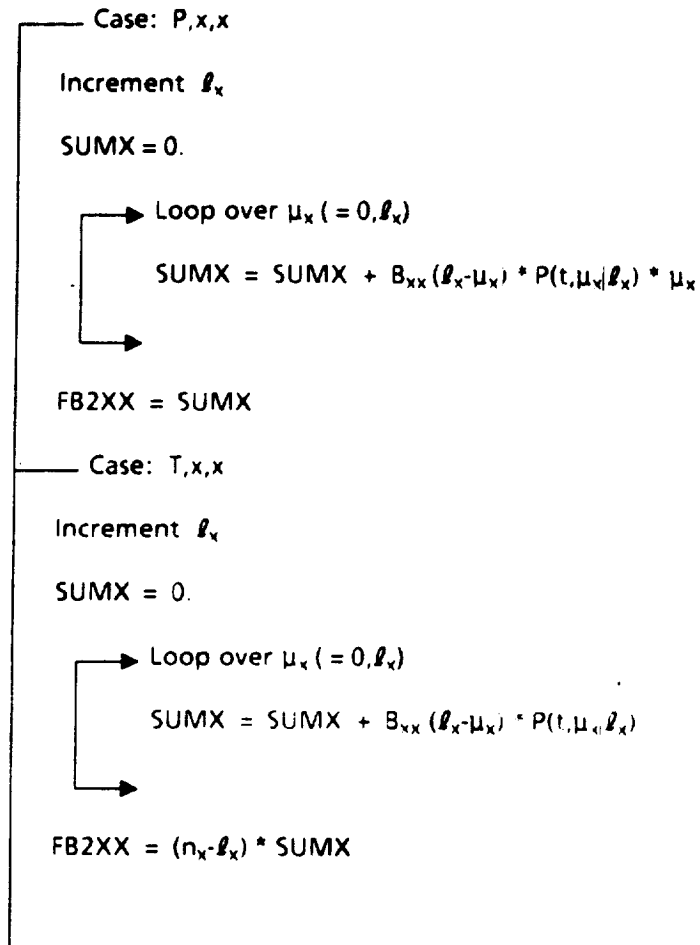 Case: P,x,x
Increment ℓₓ
SUMX = 0.
Loop over μₓ ( = 0,ℓₓ)
SUMX = SUMX + Bₓₓ (ℓₓ-μₓ) * P(t,μₓ|ℓₓ) * μₓ
FB2XX = SUMX
Case: T,x,x
Increment ℓₓ
SUMX = 0.
Loop over μₓ ( = 0,ℓₓ)
SUMX = SUMX + Bₓₓ (ℓₓ-μₓ) * P(t,μₓ|ℓₓ)
FB2XX = (nₓ-ℓₓ) * SUMX